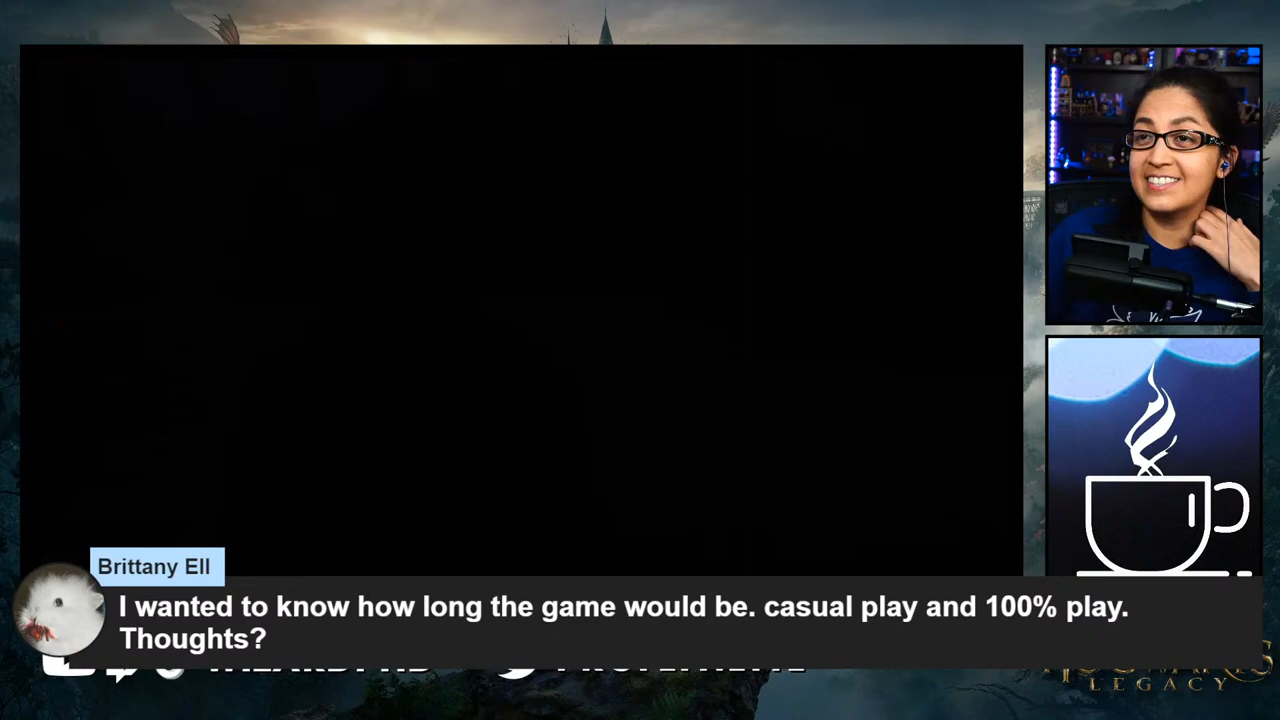 Brittany Ell
I wanted to know how long the game would be. casual play and 100% play.
Thoughts?
LEGACY